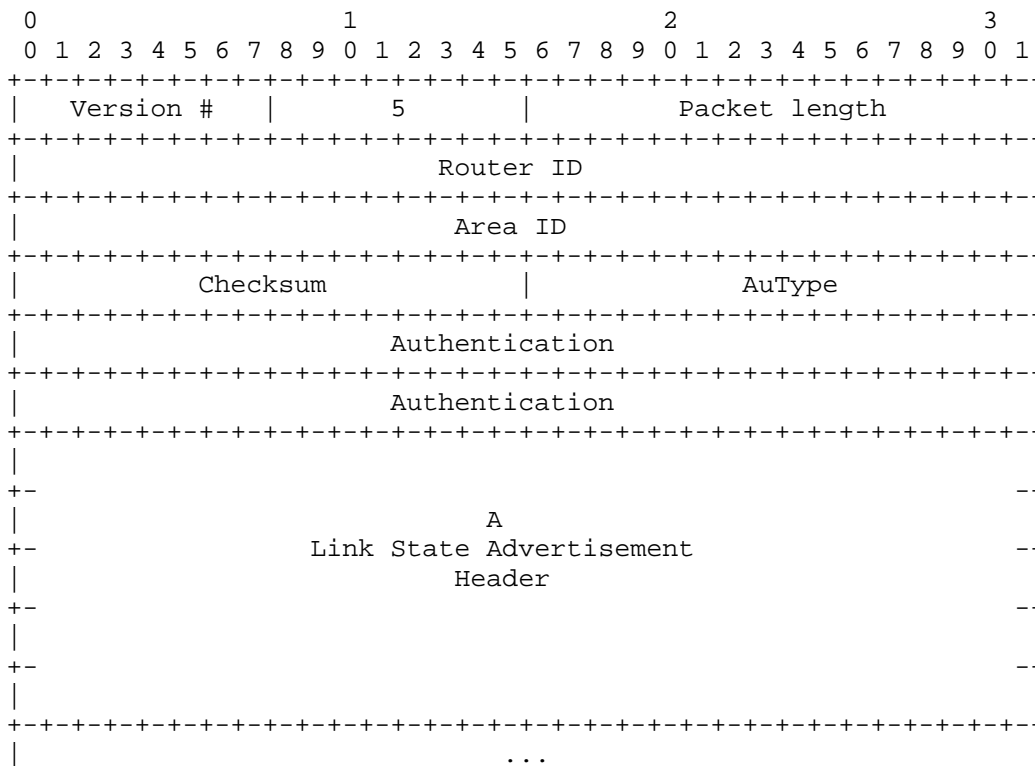 0                   1                   2                   3
 0 1 2 3 4 5 6 7 8 9 0 1 2 3 4 5 6 7 8 9 0 1 2 3 4 5 6 7 8 9 0 1
+-+-+-+-+-+-+-+-+-+-+-+-+-+-+-+-+-+-+-+-+-+-+-+-+-+-+-+-+-+-+-+-
|   Version #   |       5       |         Packet length
+-+-+-+-+-+-+-+-+-+-+-+-+-+-+-+-+-+-+-+-+-+-+-+-+-+-+-+-+-+-+-+-
|                          Router ID
+-+-+-+-+-+-+-+-+-+-+-+-+-+-+-+-+-+-+-+-+-+-+-+-+-+-+-+-+-+-+-+-
|                           Area ID
+-+-+-+-+-+-+-+-+-+-+-+-+-+-+-+-+-+-+-+-+-+-+-+-+-+-+-+-+-+-+-+-
|           Checksum            |             AuType
+-+-+-+-+-+-+-+-+-+-+-+-+-+-+-+-+-+-+-+-+-+-+-+-+-+-+-+-+-+-+-+-
|                       Authentication
+-+-+-+-+-+-+-+-+-+-+-+-+-+-+-+-+-+-+-+-+-+-+-+-+-+-+-+-+-+-+-+-
|                       Authentication
+-+-+-+-+-+-+-+-+-+-+-+-+-+-+-+-+-+-+-+-+-+-+-+-+-+-+-+-+-+-+-+-
|
+-                                                             -
|                             A
+-                 Link State Advertisement                    -
|                           Header
+-                                                             -
|
+-                                                             -
|
+-+-+-+-+-+-+-+-+-+-+-+-+-+-+-+-+-+-+-+-+-+-+-+-+-+-+-+-+-+-+-+-
|                              ...